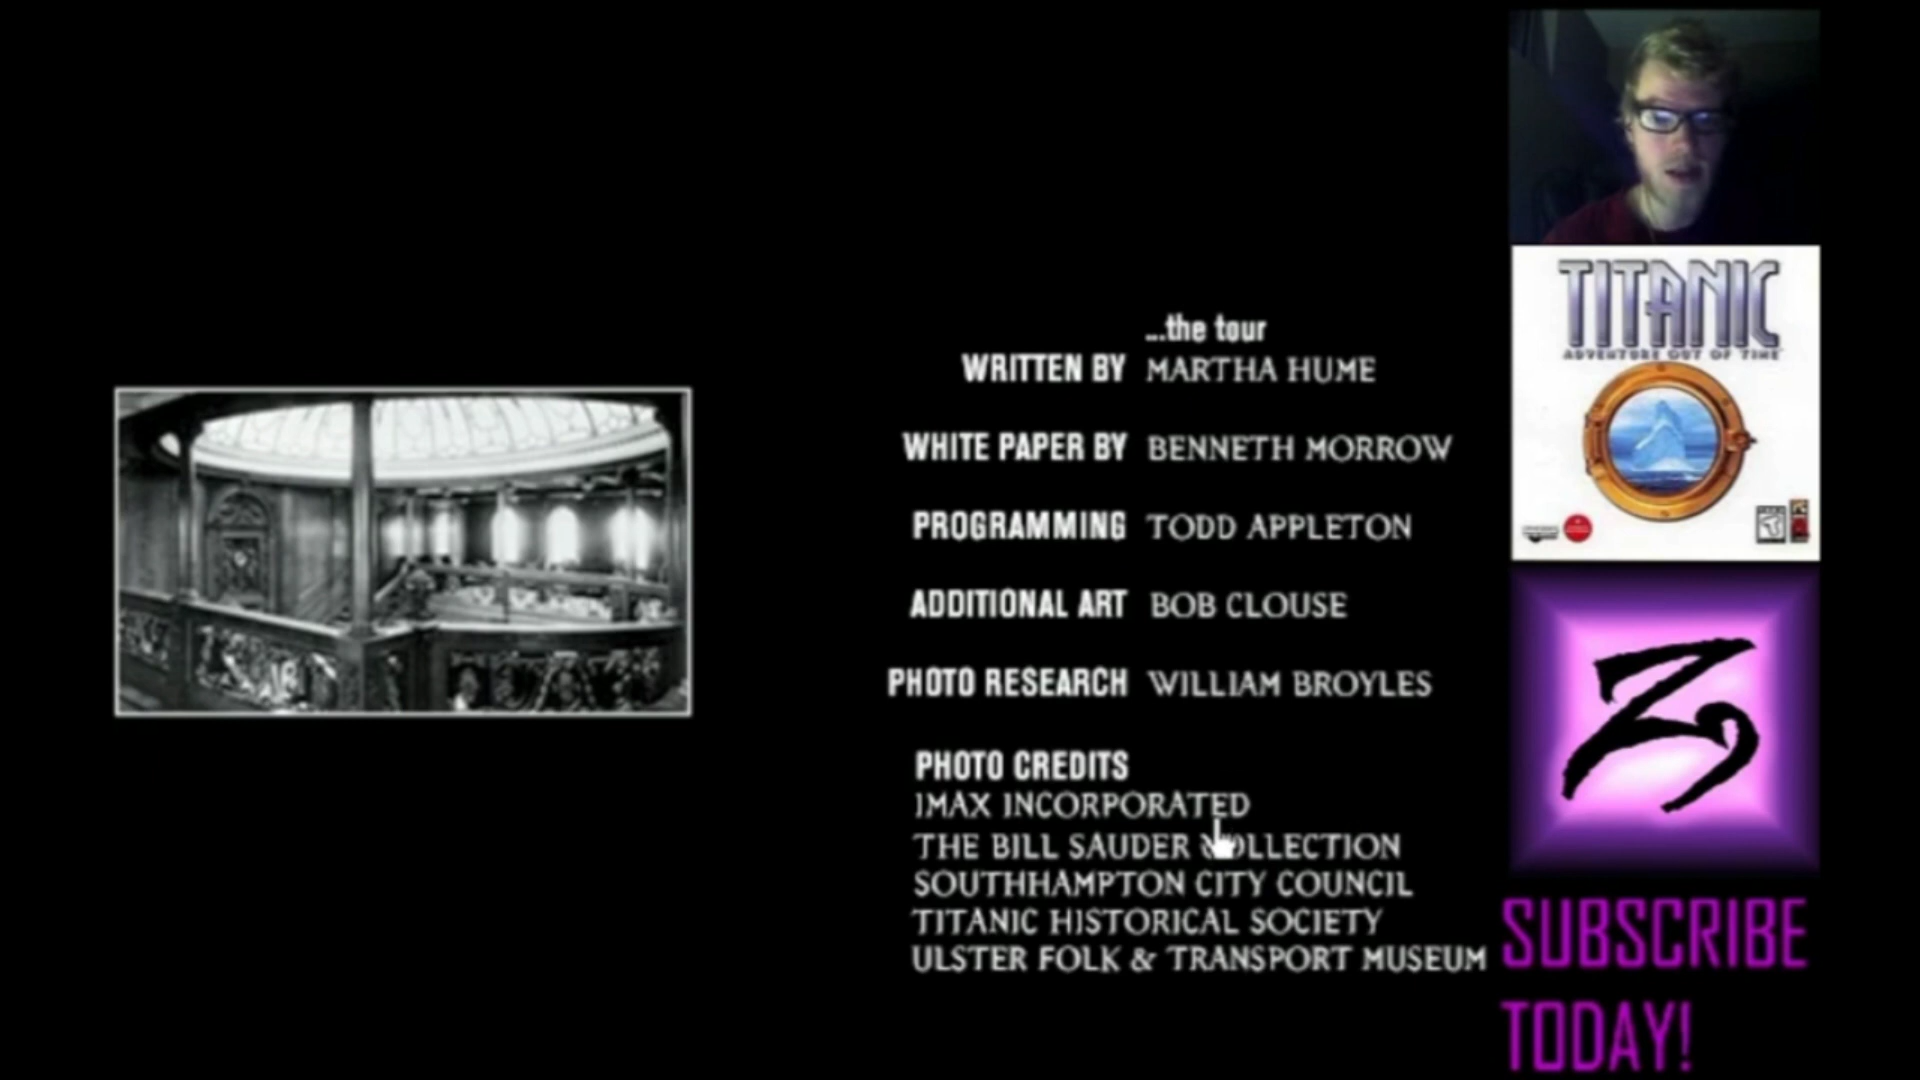 ...the tour
WRITTEN BY MARTHA HUME
WHITE PAPER BY BENNETH MORROW
PROGRAMMING TODD APPLETON
ADDITIONAL ART BOB CLOUSE
PHOTO RESEARCH WILLIAM BROYLES
PHOTO CREDITS
IMAX INCORPORATED
THE BILL SAUDER COLLECTION
SOUTHHAMPTON CITY COUNCIL
TITANIC HISTORICAL SOCIETY
ULSTER FOLK & TRANSPORT MUSEUM
TITANIC
ADVENTURE OUT OF TIME
SUBSCRIBE
TODAY!